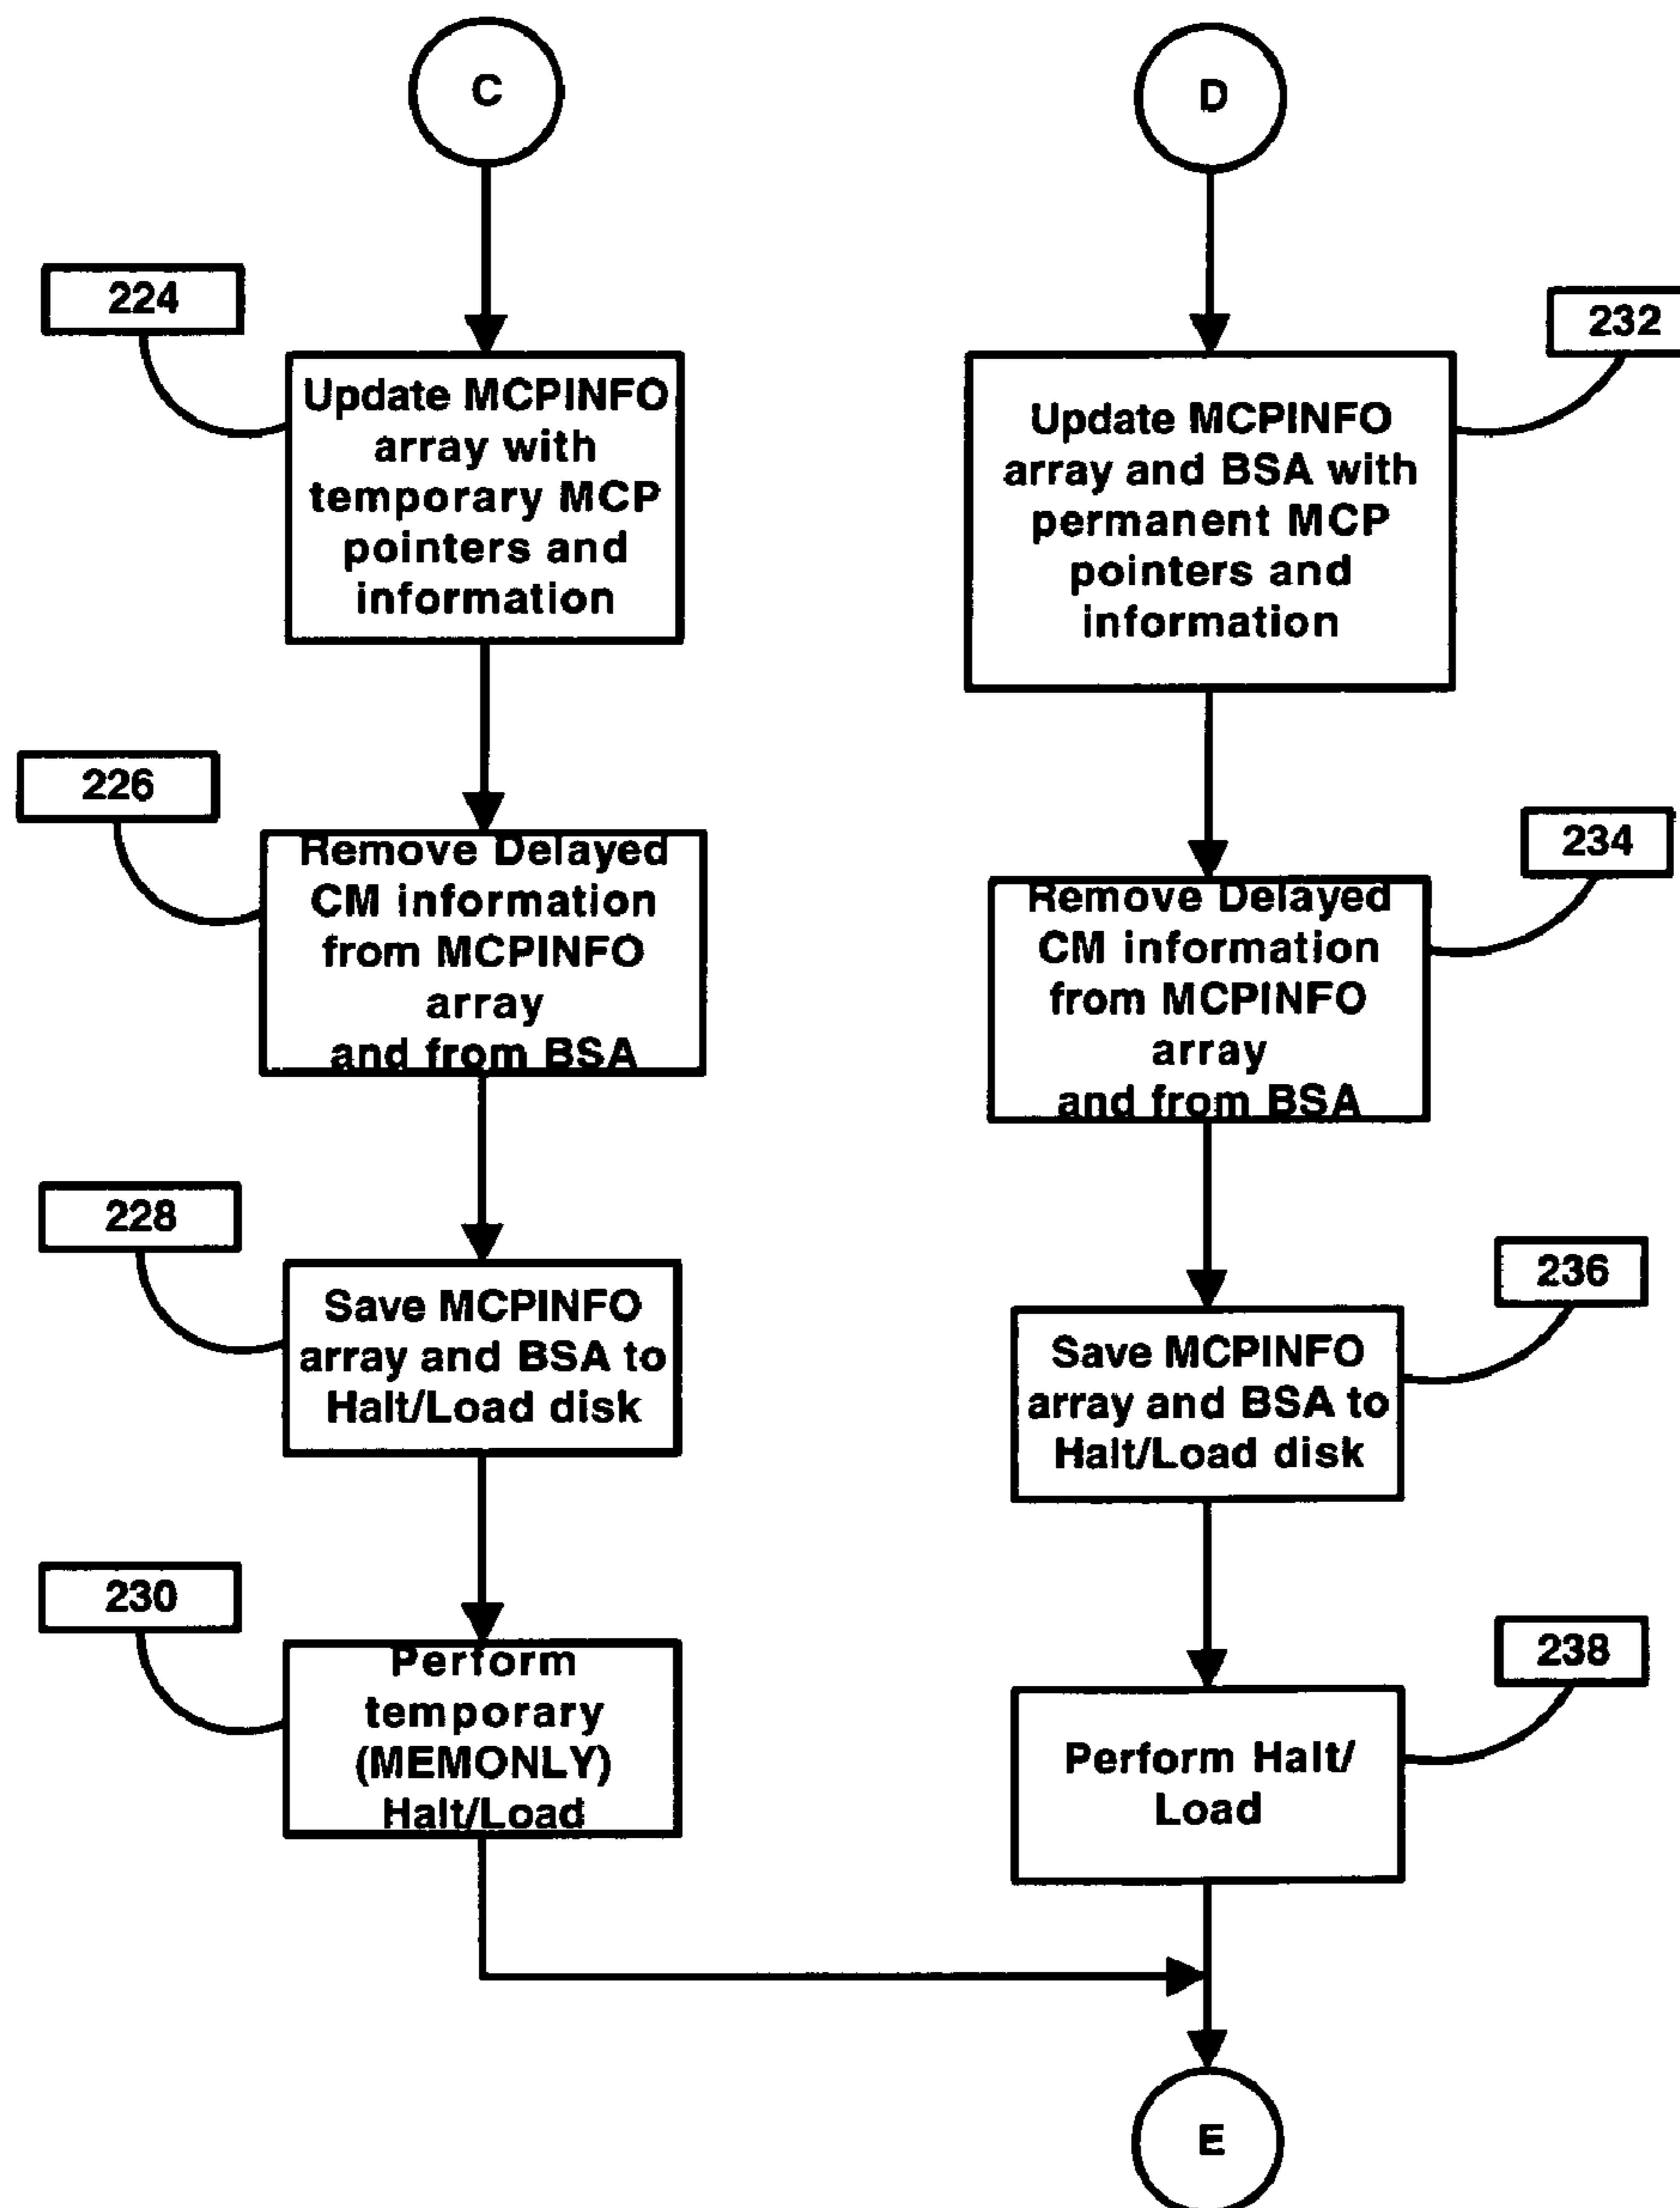 C
224
Update MCPINFO
array with
temporary MCP
pointers and
information
226
Remove Delayed
CM information
from MCPINFO
array
and from BSA
228
Save MCPINFO
array and BSA to
Halt/Load disk
230
Perform
temporary
(MEMONLY)
Halt/Load
D
232
Update MCPINFO
array and BSA with
permanent MCP
pointers and
information
234
Remove Delayed
CM information
from MCPINFO
array
and from BSA
236
Save MCPINFO
array and BSA to
Halt/Load disk
238
Perform Halt/
Load
E